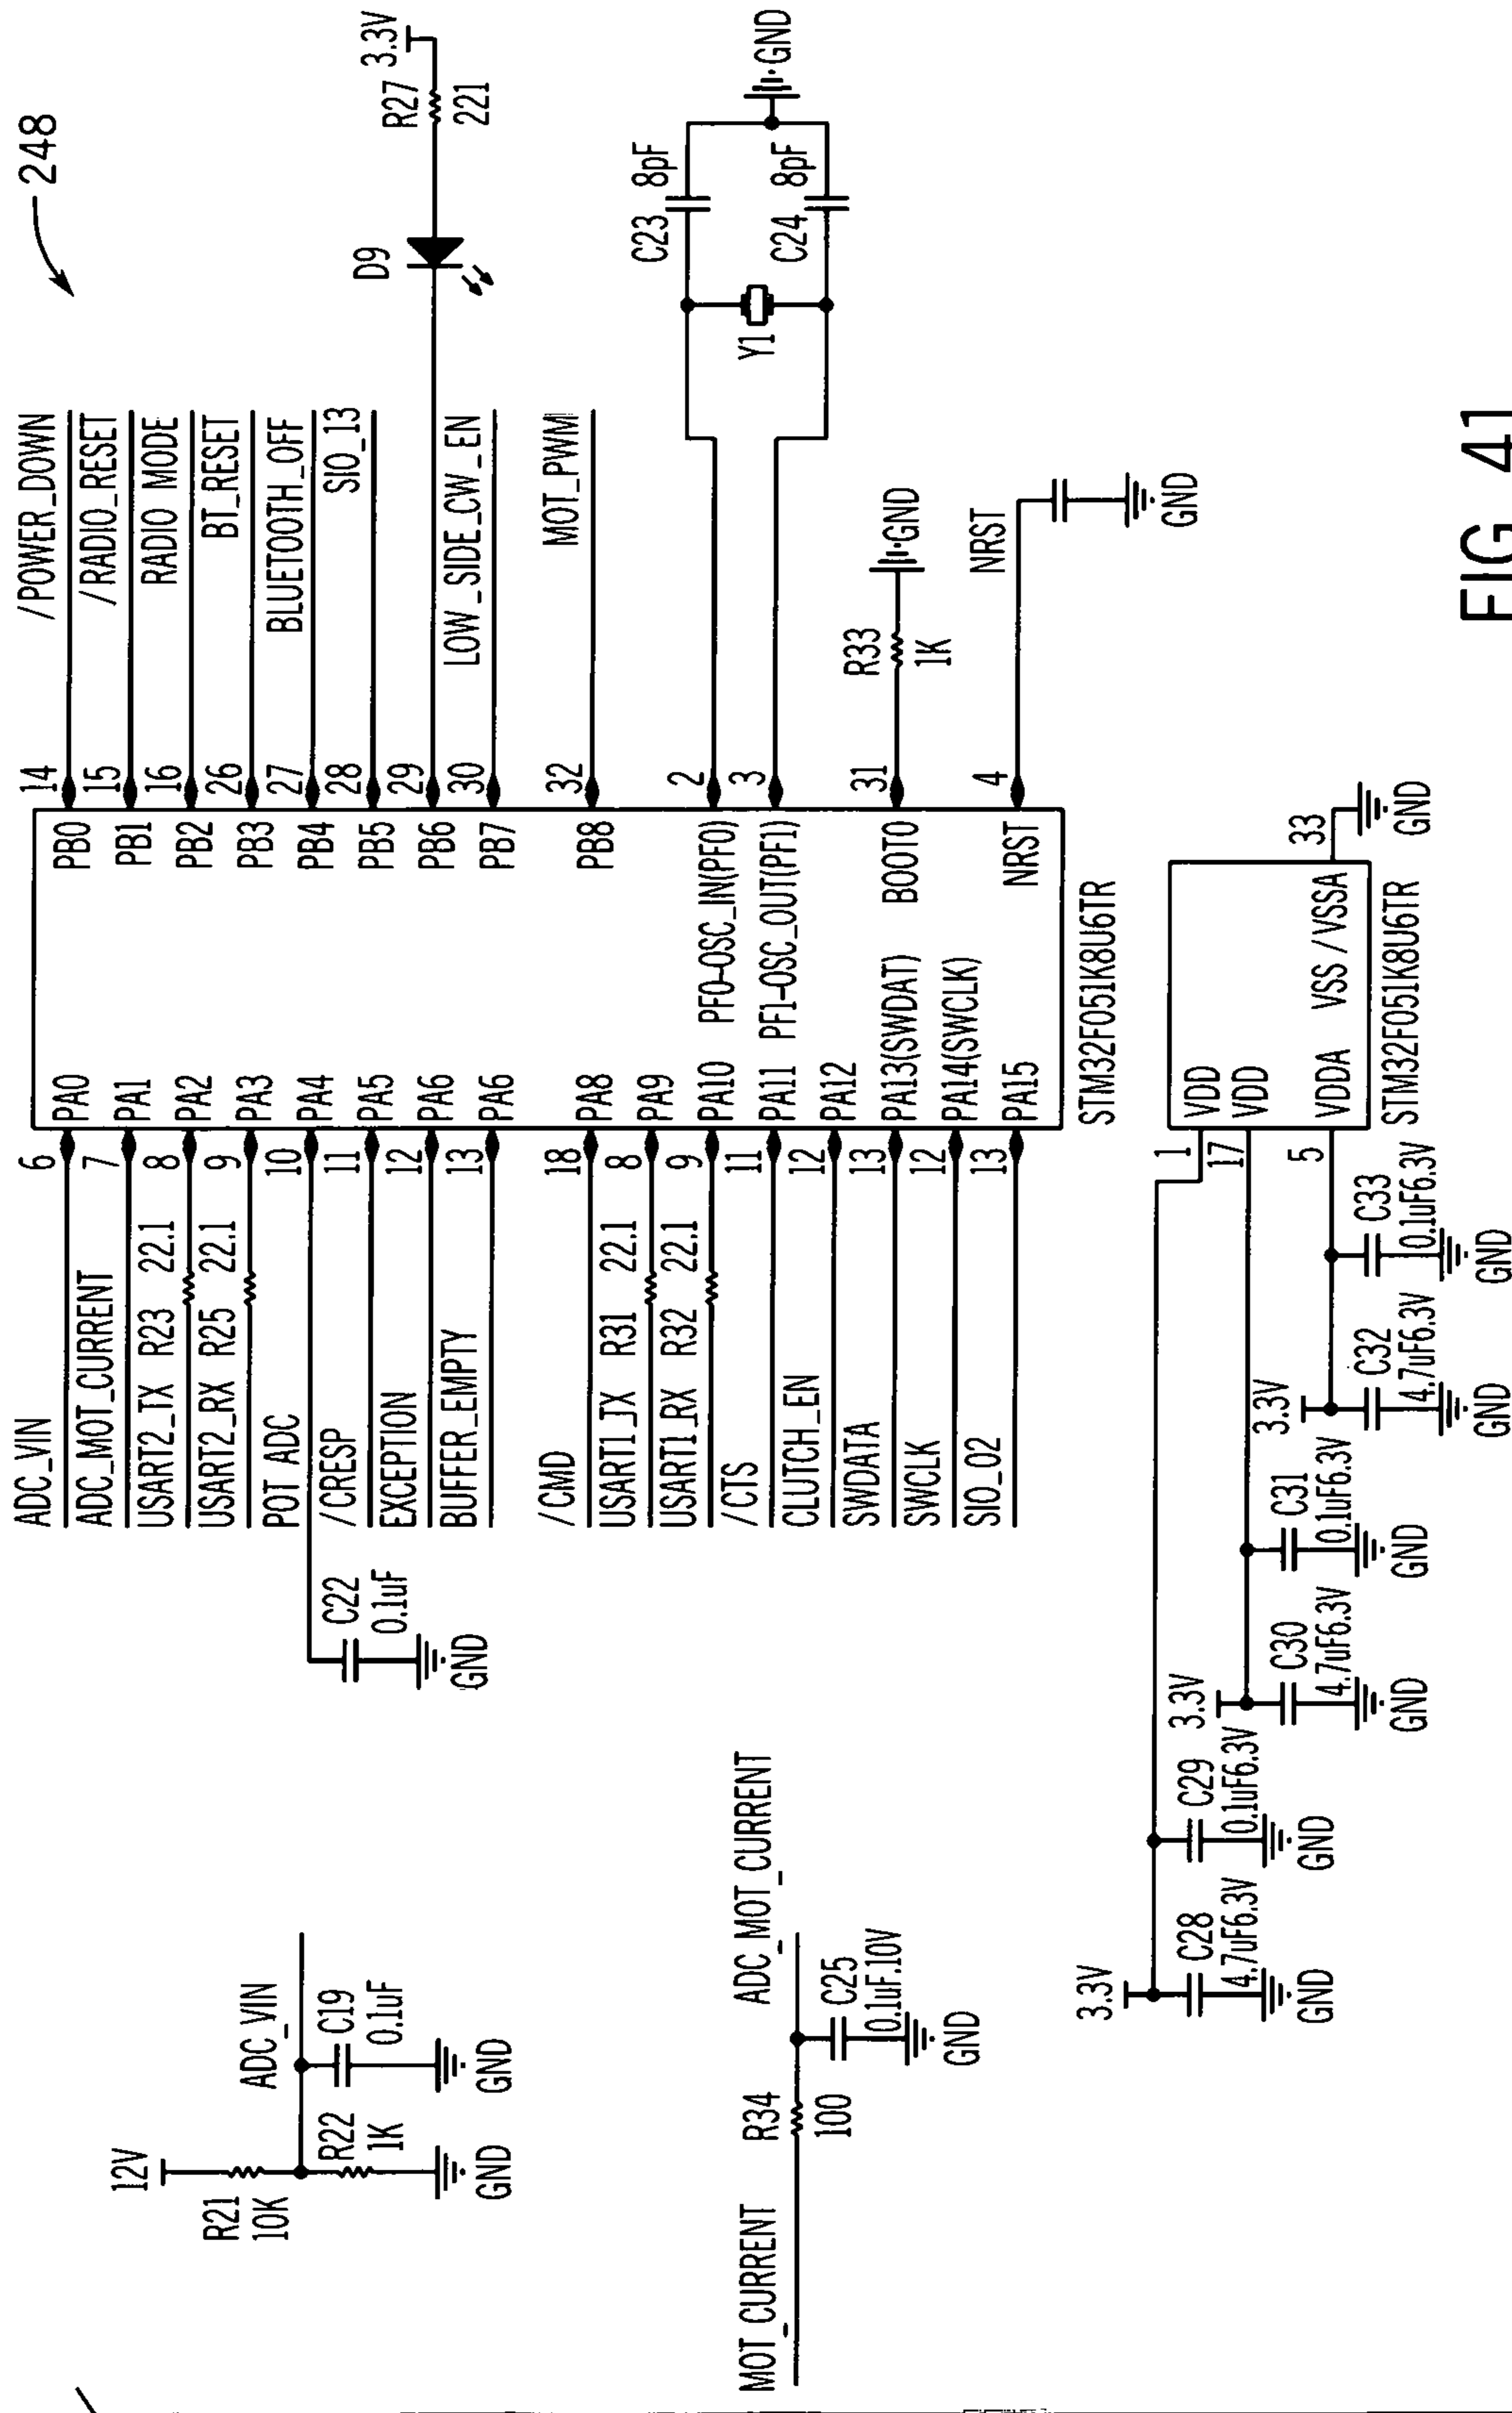 248
ADC_VIN
6
PA0
ADC_MOT_CURRENT
7
PA1
USART2_TX R23 22.1
8
PA2
USART2_RX R25 22.1
9
PA3
POT ADC
10
PA4
/CRESP
11
PA5
EXCEPTION
12
PA6
BUFFER_EMPTY
13
PA6
C22
0.1uF
GND
/CMD
18
PA8
USART1_TX R31 22.1
8
PA9
USART1_RX R32 22.1
9
PA10
/CTS
11
PA11
CLUTCH_EN
12
PA12
SWDATA
13
PA13(SWDAT)
SWCLK
12
PA14(SWCLK)
SIO_02
13
PA15
PB0
14
/POWER_DOWN
PB1
15
/RADIO_RESET
PB2
16
RADIO MODE
PB3
26
BT_RESET
PB4
27
BLUETOOTH_OFF
PB5
28
SIO_13
PB6
29
D9
R27
221
3.3V
PB7
30
LOW_SIDE_CW_EN
PB8
32
MOT_PWM
PF0-OSC_IN(PF0)
2
PF1-OSC_OUT(PF1)
3
Y1
C23 8pF
C24 8pF
GND
BOOT0
31
R33
1K
GND
NRST
4
NRST
GND
STM32F051K8U6TR
12V
R21
10K
R22
1K
GND
ADC_VIN
C19
0.1uF
GND
MOT_CURRENT
R34
100
ADC_MOT_CURRENT
C25
0.1uF.10V
GND
3.3V
C28
4.7uF6.3V
GND
C29
0.1uF6.3V
GND
3.3V
C30
4.7uF6.3V
GND
C31
0.1uF6.3V
GND
3.3V
C32
4.7uF6.3V
GND
C33
0.1uF6.3V
GND
1
VDD
17
VDD
5
VDDA
VSS /VSSA
33
GND
STM32F051K8U6TR
FIG. 41